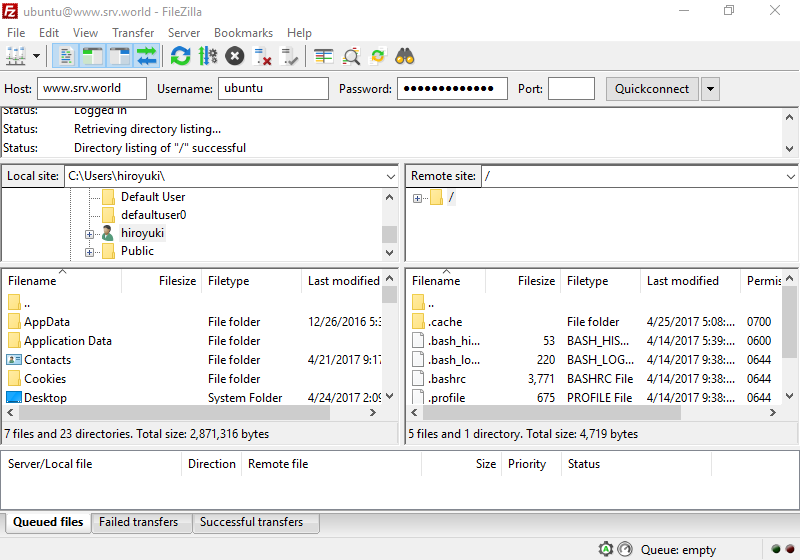 ubuntu@www.srv.world - FileZilla
File Edit View Transfer Server Bookmarks Help
Host: www.srv.world Username: ubuntu Password: ●●●●●●●●●●●●● Port: Quickconnect
Status: Logged in
Status: Retrieving directory listing...
Status: Directory listing of "/" successful
Local site: C:\Users\hiroyuki\
Default User
defaultuser0
hiroyuki
Public
Remote site: /
/
Filename Filesize Filetype Last modified
..
AppData File folder 12/26/2016 5:3
Application Data File folder
Contacts File folder 4/21/2017 9:17
Cookies File folder
Desktop System Folder 4/24/2017 2:09
7 files and 23 directories. Total size: 2,871,316 bytes
Filename Filesize Filetype Last modified Permis
..
.cache File folder 4/25/2017 5:08:... 0700
.bash_hi... 53 BASH_HIS... 4/14/2017 5:39:... 0600
.bash_lo... 220 BASH_LOG... 4/14/2017 9:38:... 0644
.bashrc 3,771 BASHRC File 4/14/2017 9:38:... 0644
.profile 675 PROFILE File 4/14/2017 9:38:... 0644
5 files and 1 directory. Total size: 4,719 bytes
Server/Local file Direction Remote file Size Priority Status
Queued files Failed transfers Successful transfers
Queue: empty